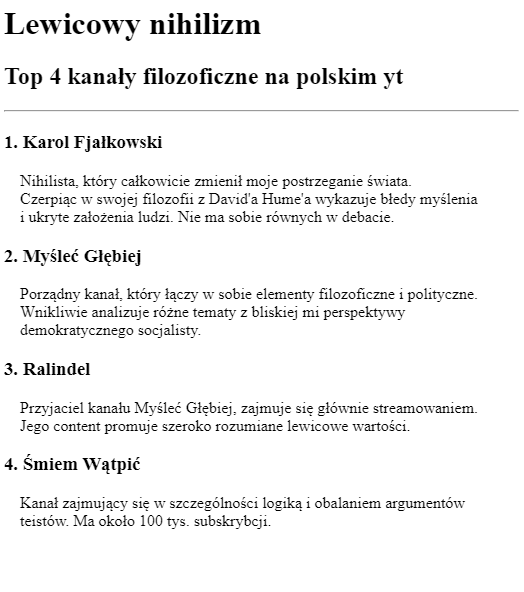 Lewicowy nihilizm
Top 4 kanały filozoficzne na polskim yt
1. Karol Fjałkowski
Nihilista, który całkowicie zmienił moje postrzeganie świata.
Czerpiąc w swojej filozofii z David'a Hume'a wykazuje błedy myślenia
i ukryte założenia ludzi. Nie ma sobie równych w debacie.
2. Myśleć Głębiej
Porządny kanał, który łączy w sobie elementy filozoficzne i polityczne.
Wnikliwie analizuje różne tematy z bliskiej mi perspektywy
demokratycznego socjalisty.
3. Ralindel
Przyjaciel kanału Myśleć Głębiej, zajmuje się głównie streamowaniem.
Jego content promuje szeroko rozumiane lewicowe wartości.
4. Śmiem Wątpić
Kanał zajmujący się w szczególności logiką i obalaniem argumentów
teistów. Ma około 100 tys. subskrybcji.